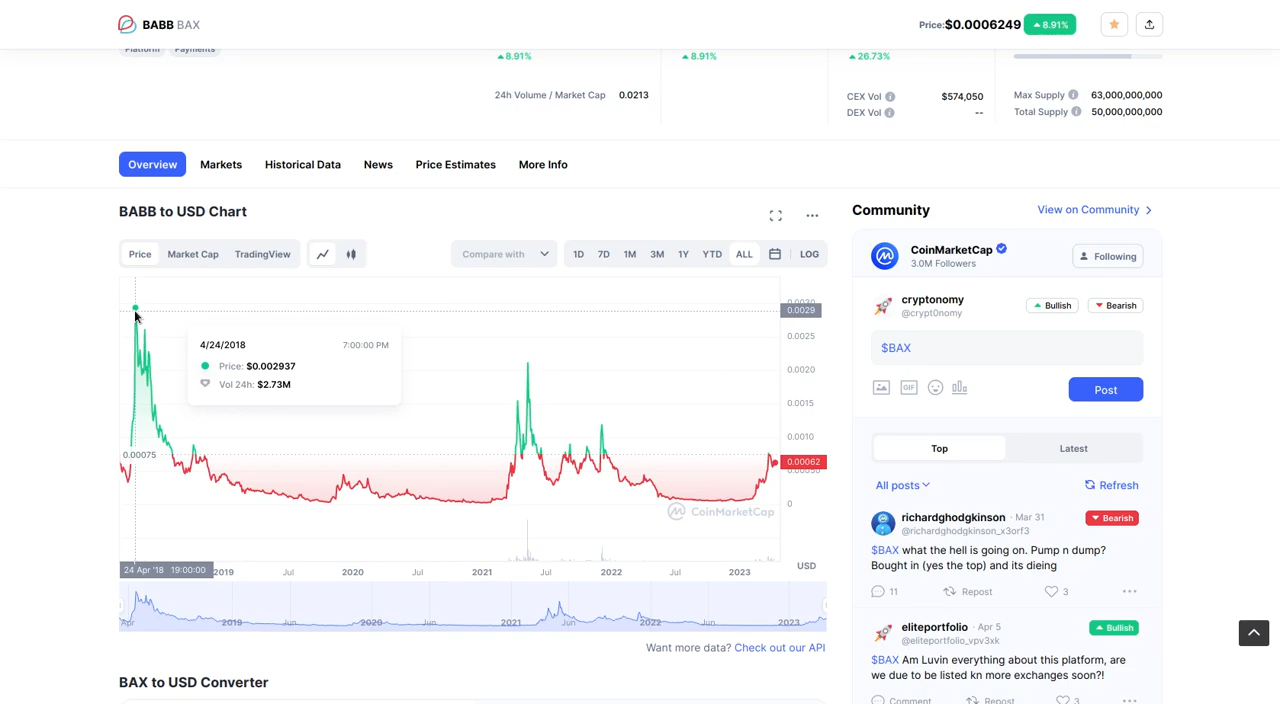 BABB BAX
Price:$0.0006249 8.91%
Platform Payments
8.91% 8.91% 26.73%
24h Volume / Market Cap 0.0213
CEX Vol $574,050
DEX Vol --
Max Supply 63,000,000,000
Total Supply 50,000,000,000
Overview Markets Historical Data News Price Estimates More Info
BABB to USD Chart
Price Market Cap TradingView
Compare with
1D 7D 1M 3M 1Y YTD ALL LOG
0.0030
0.0029
0.0025
0.0020
0.0015
0.0010
0.00062
0.00050
0
0.00075
4/24/2018 7:00:00 PM
Price: $0.002937
Vol 24h: $2.73M
CoinMarketCap
24 Apr '18 19:00:00
2019 Jul 2020 Jul 2021 Jul 2022 Jul 2023
USD
Apr 2019 Jun 2020 Jun 2021 Jun 2022 Jun 2023
Want more data? Check out our API
BAX to USD Converter
Community
View on Community
CoinMarketCap
3.0M Followers
Following
cryptonomy
@crypt0nomy
Bullish Bearish
$BAX
GIF
Post
Top Latest
All posts Refresh
richardghodgkinson · Mar 31
@richardghodgkinson_x3orf3
Bearish
$BAX what the hell is going on. Pump n dump?
Bought in (yes the top) and its dieing
11 Repost 3
eliteportfolio · Apr 5
@eliteportfolio_vpv3xk
Bullish
$BAX Am Luvin everything about this platform, are
we due to be listed kn more exchanges soon?!
Comment Repost 3